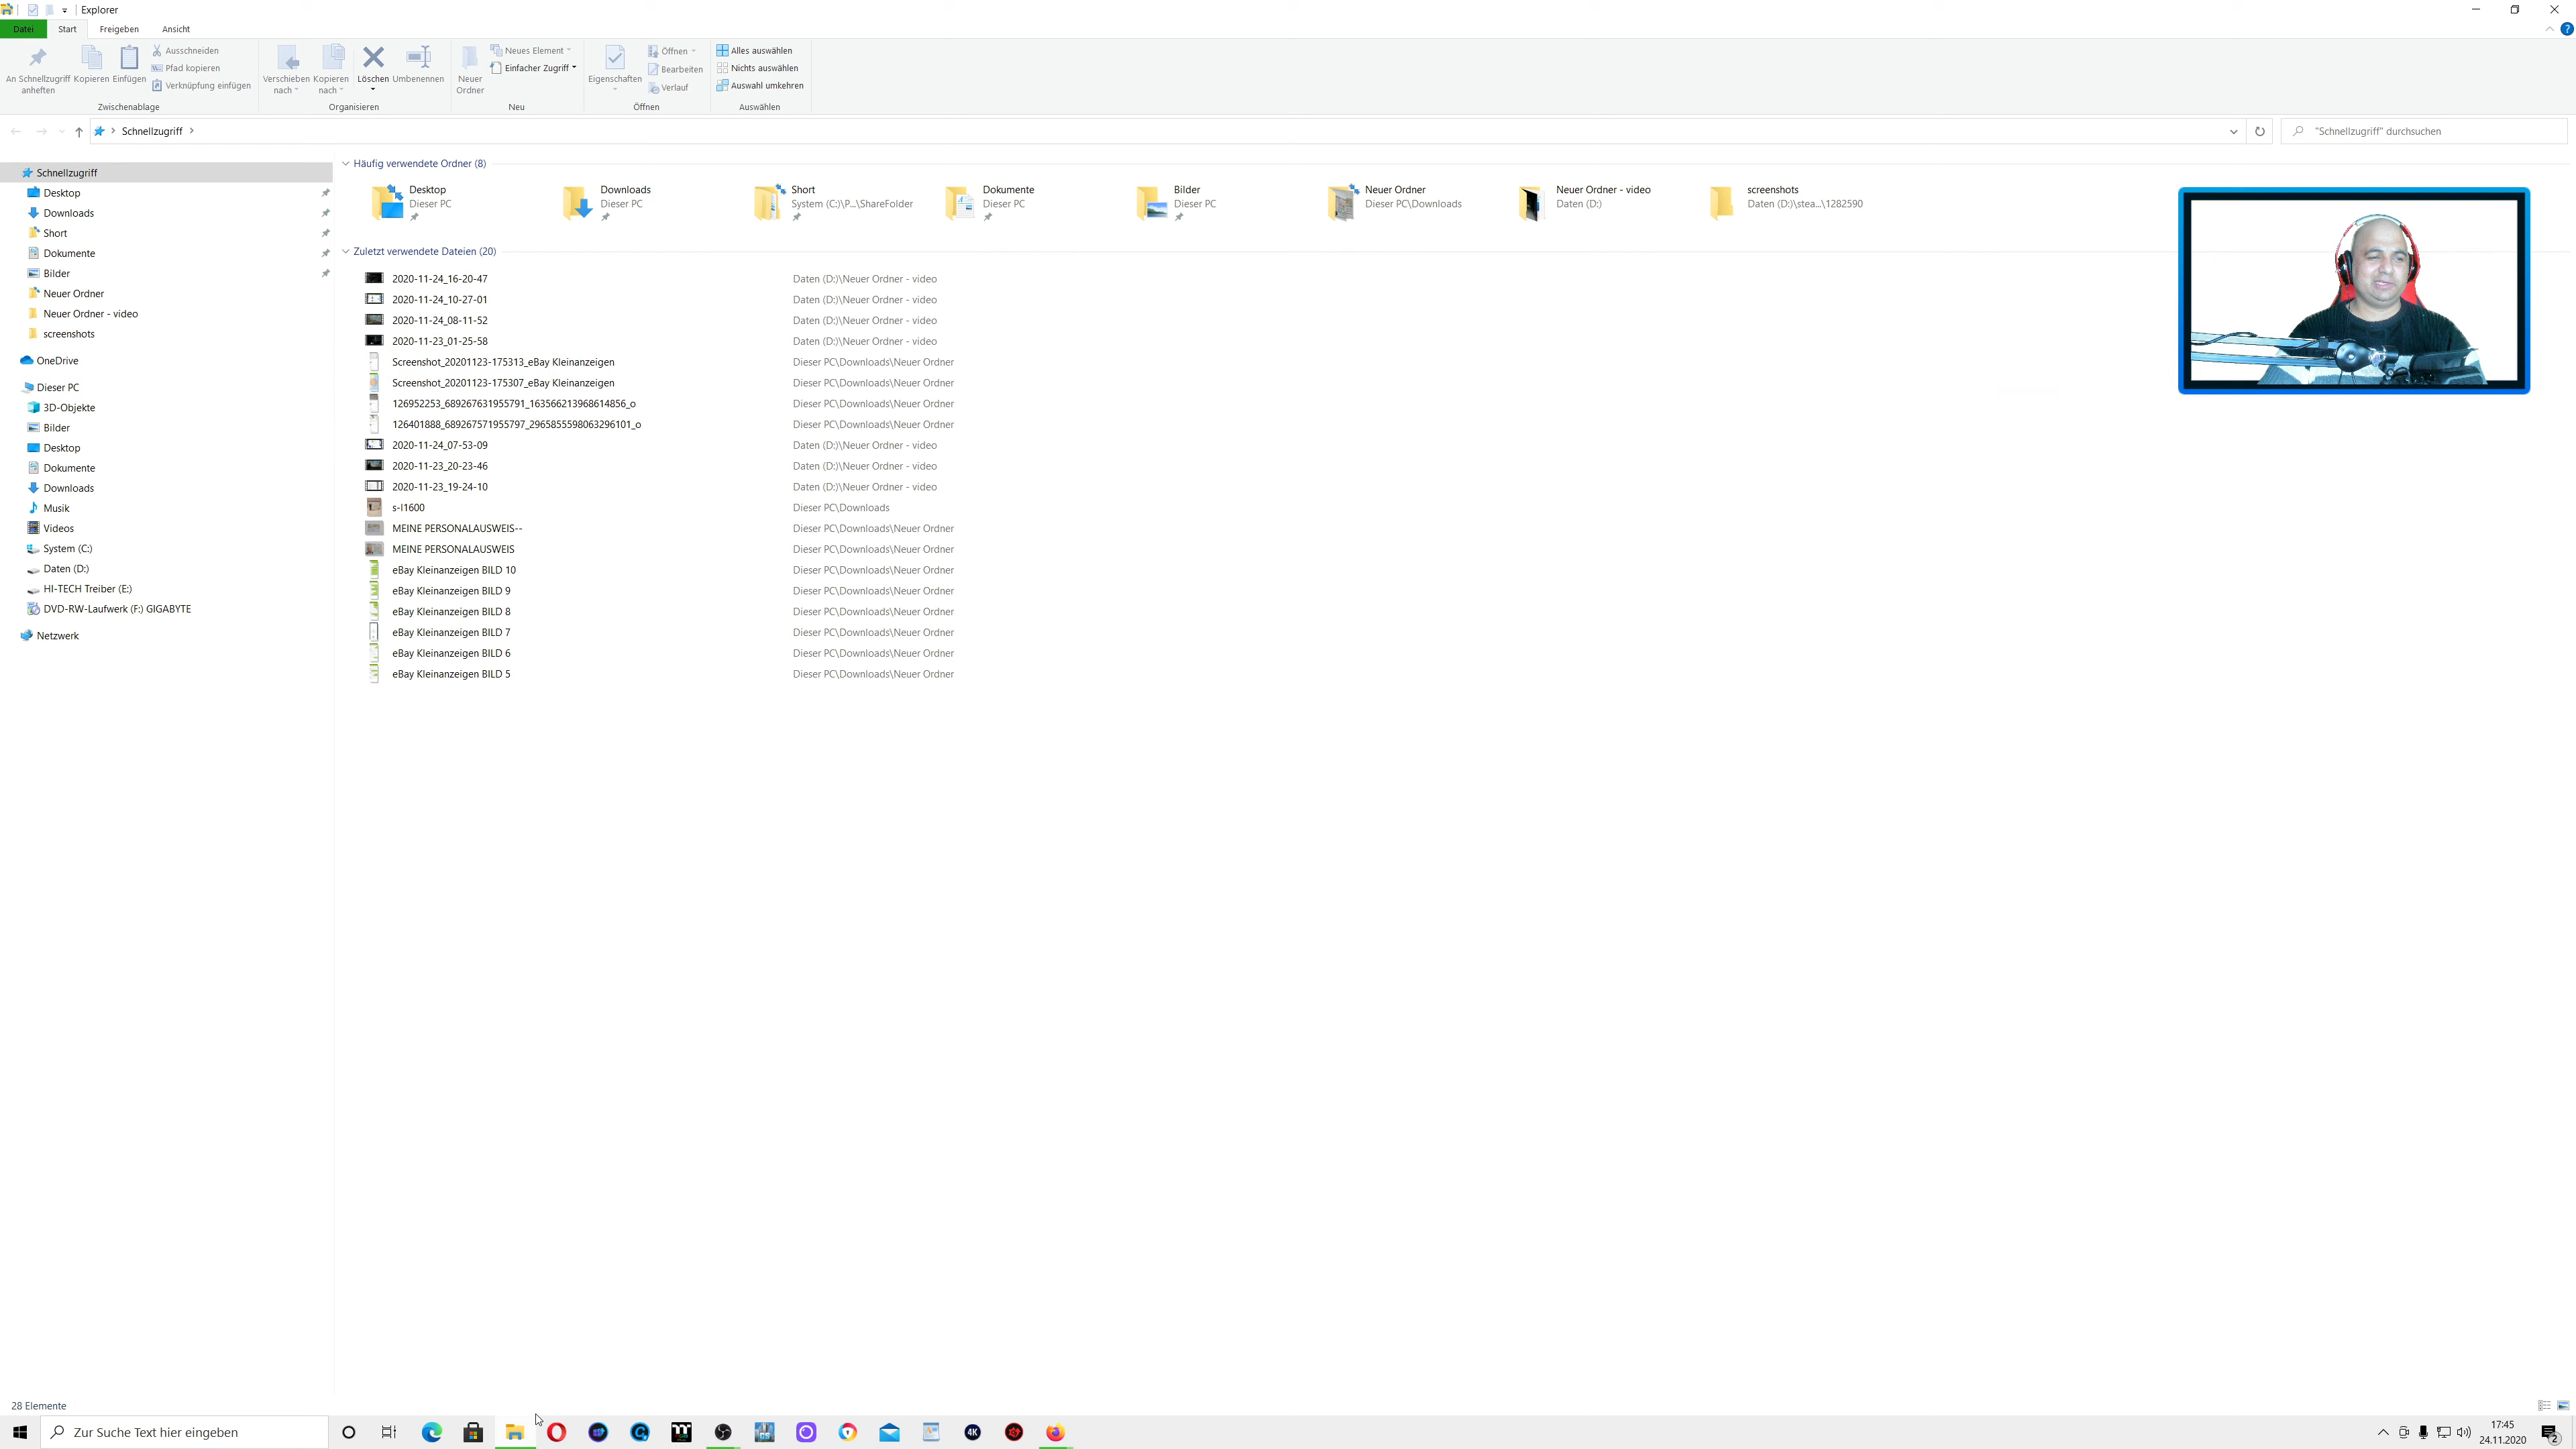 Explorer
Datei Start Freigeben Ansicht
An Schnellzugriff anheften
Kopieren
Einfügen
Ausschneiden
Pfad kopieren
Verknüpfung einfügen
Zwischenablage
Verschieben nach
Kopieren nach
Löschen
Umbenennen
Organisieren
Neuer Ordner
Neues Element
Einfacher Zugriff
Neu
Eigenschaften
Öffnen
Bearbeiten
Verlauf
Öffnen
Alles auswählen
Nichts auswählen
Auswahl umkehren
Auswählen
Schnellzugriff
"Schnellzugriff" durchsuchen
Schnellzugriff
Desktop
Downloads
Short
Dokumente
Bilder
Neuer Ordner
Neuer Ordner - video
screenshots
OneDrive
Dieser PC
3D-Objekte
Bilder
Desktop
Dokumente
Downloads
Musik
Videos
System (C:)
Daten (D:)
HI-TECH Treiber (E:)
DVD-RW-Laufwerk (F:) GIGABYTE
Netzwerk
Häufig verwendete Ordner (8)
Desktop
Dieser PC
Downloads
Dieser PC
Short
System (C:)\P...\ShareFolder
Dokumente
Dieser PC
Bilder
Dieser PC
Neuer Ordner
Dieser PC\Downloads
Neuer Ordner - video
Daten (D:)
screenshots
Daten (D:)\stea...\1282590
Zuletzt verwendete Dateien (20)
2020-11-24_16-20-47 Daten (D:)\Neuer Ordner - video
2020-11-24_10-27-01 Daten (D:)\Neuer Ordner - video
2020-11-24_08-11-52 Daten (D:)\Neuer Ordner - video
2020-11-23_01-25-58 Daten (D:)\Neuer Ordner - video
Screenshot_20201123-175313_eBay Kleinanzeigen Dieser PC\Downloads\Neuer Ordner
Screenshot_20201123-175307_eBay Kleinanzeigen Dieser PC\Downloads\Neuer Ordner
126952253_689267631955791_163566213968614856_o Dieser PC\Downloads\Neuer Ordner
126401888_689267571955797_2965855598063296101_o Dieser PC\Downloads\Neuer Ordner
2020-11-24_07-53-09 Daten (D:)\Neuer Ordner - video
2020-11-23_20-23-46 Daten (D:)\Neuer Ordner - video
2020-11-23_19-24-10 Daten (D:)\Neuer Ordner - video
s-l1600 Dieser PC\Downloads
MEINE PERSONALAUSWEIS-- Dieser PC\Downloads\Neuer Ordner
MEINE PERSONALAUSWEIS Dieser PC\Downloads\Neuer Ordner
eBay Kleinanzeigen BILD 10 Dieser PC\Downloads\Neuer Ordner
eBay Kleinanzeigen BILD 9 Dieser PC\Downloads\Neuer Ordner
eBay Kleinanzeigen BILD 8 Dieser PC\Downloads\Neuer Ordner
eBay Kleinanzeigen BILD 7 Dieser PC\Downloads\Neuer Ordner
eBay Kleinanzeigen BILD 6 Dieser PC\Downloads\Neuer Ordner
eBay Kleinanzeigen BILD 5 Dieser PC\Downloads\Neuer Ordner
28 Elemente
Zur Suche Text hier eingeben
4K
17:45
24.11.2020
2